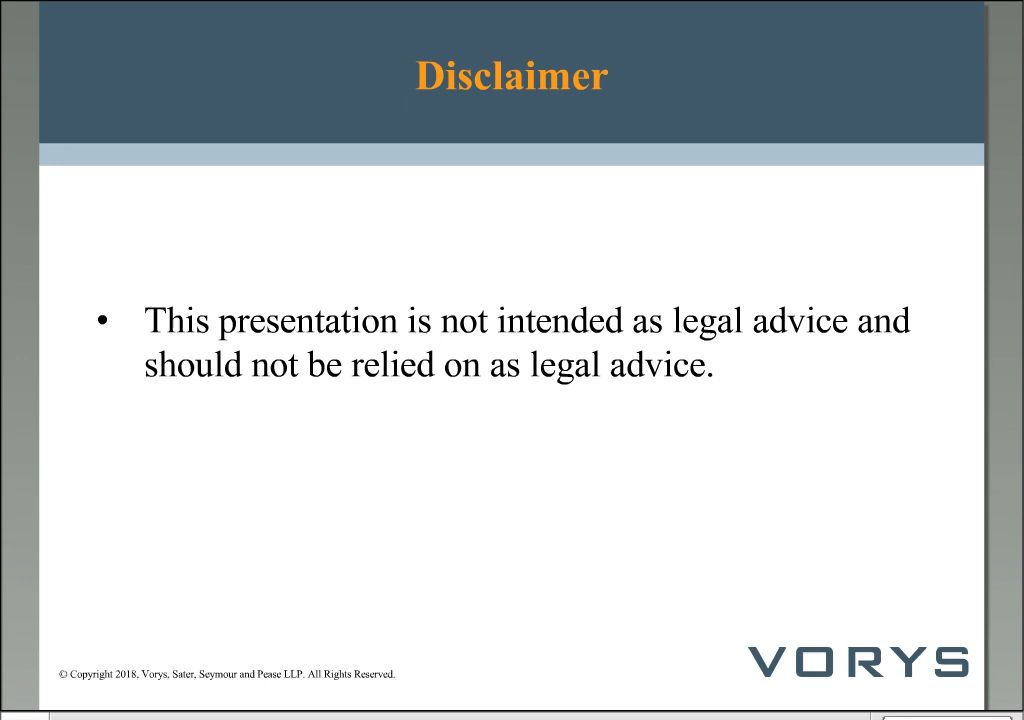 Disclaimer
• This presentation is not intended as legal advice and
should not be relied on as legal advice.
© Copyright 2018, Vorys, Sater, Seymour and Pease LLP. All Rights Reserved.
VORYS